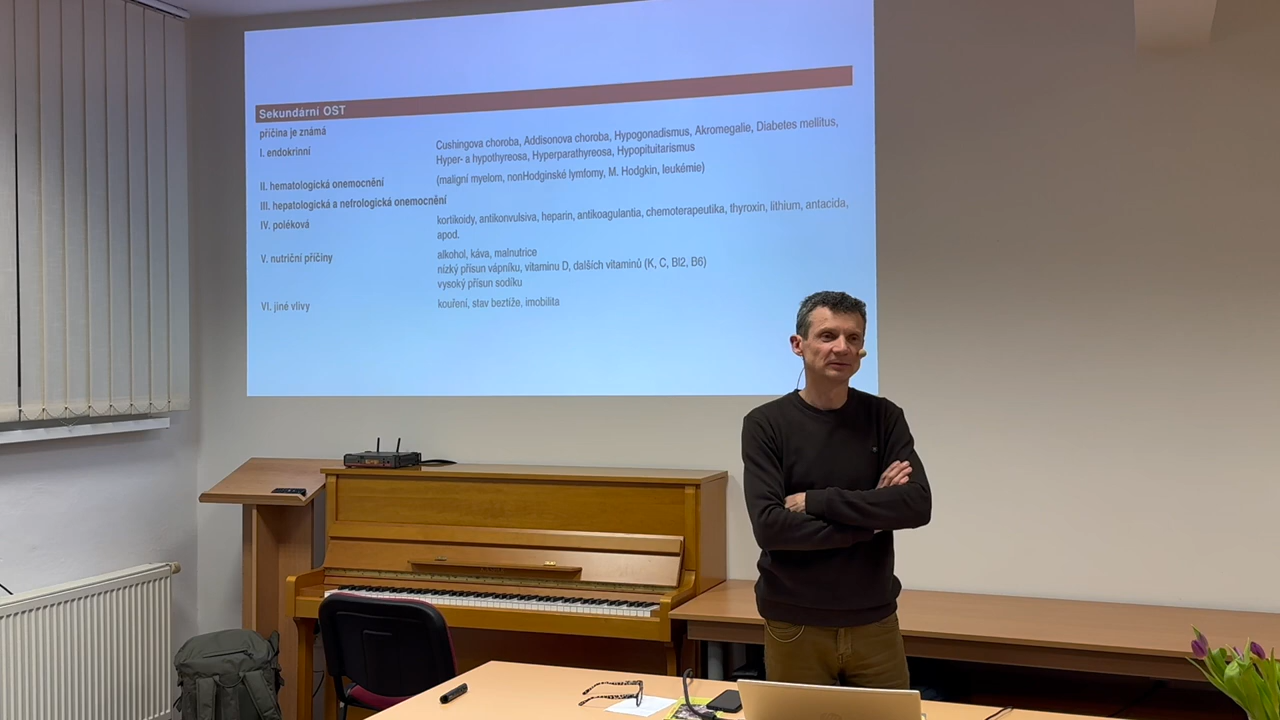 Sekundární OST
příčina je známá
I. endokrinní
Cushingova choroba, Addisonova choroba, Hypogonadismus, Akromegalie, Diabetes mellitus,
Hyper- a hypothyreosa, Hyperparathyreosa, Hypopituitarismus
II. hematologická onemocnění
(maligní myelom, nonHodginské lymfomy, M. Hodgkin, leukémie)
III. hepatologická a nefrologická onemocnění
IV. poléková
kortikoidy, antikonvulsiva, heparin, antikoagulantia, chemoterapeutika, thyroxin, lithium, antacida,
apod.
V. nutriční příčiny
alkohol, káva, malnutrice
nízký přísun vápníku, vitaminu D, dalších vitaminů (K, C, BI2, B6)
vysoký přísun sodíku
VI. jiné vlivy
kouření, stav beztíže, imobilita